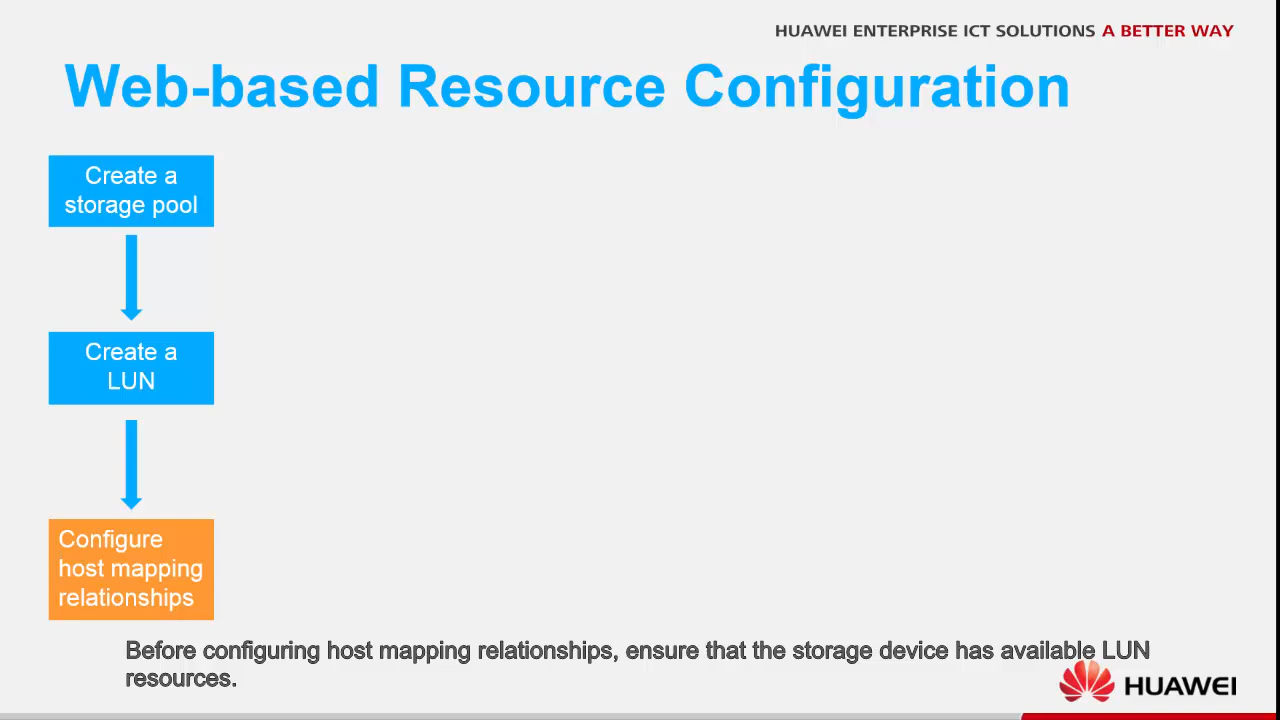 HUAWEI ENTERPRISE ICT SOLUTIONS A BETTER WAY
Web-based Resource Configuration
Create a
storage pool
Create a
LUN
Configure
host mapping
relationships
Before configuring host mapping relationships, ensure that the storage device has available LUN
resources.
HUAWEI